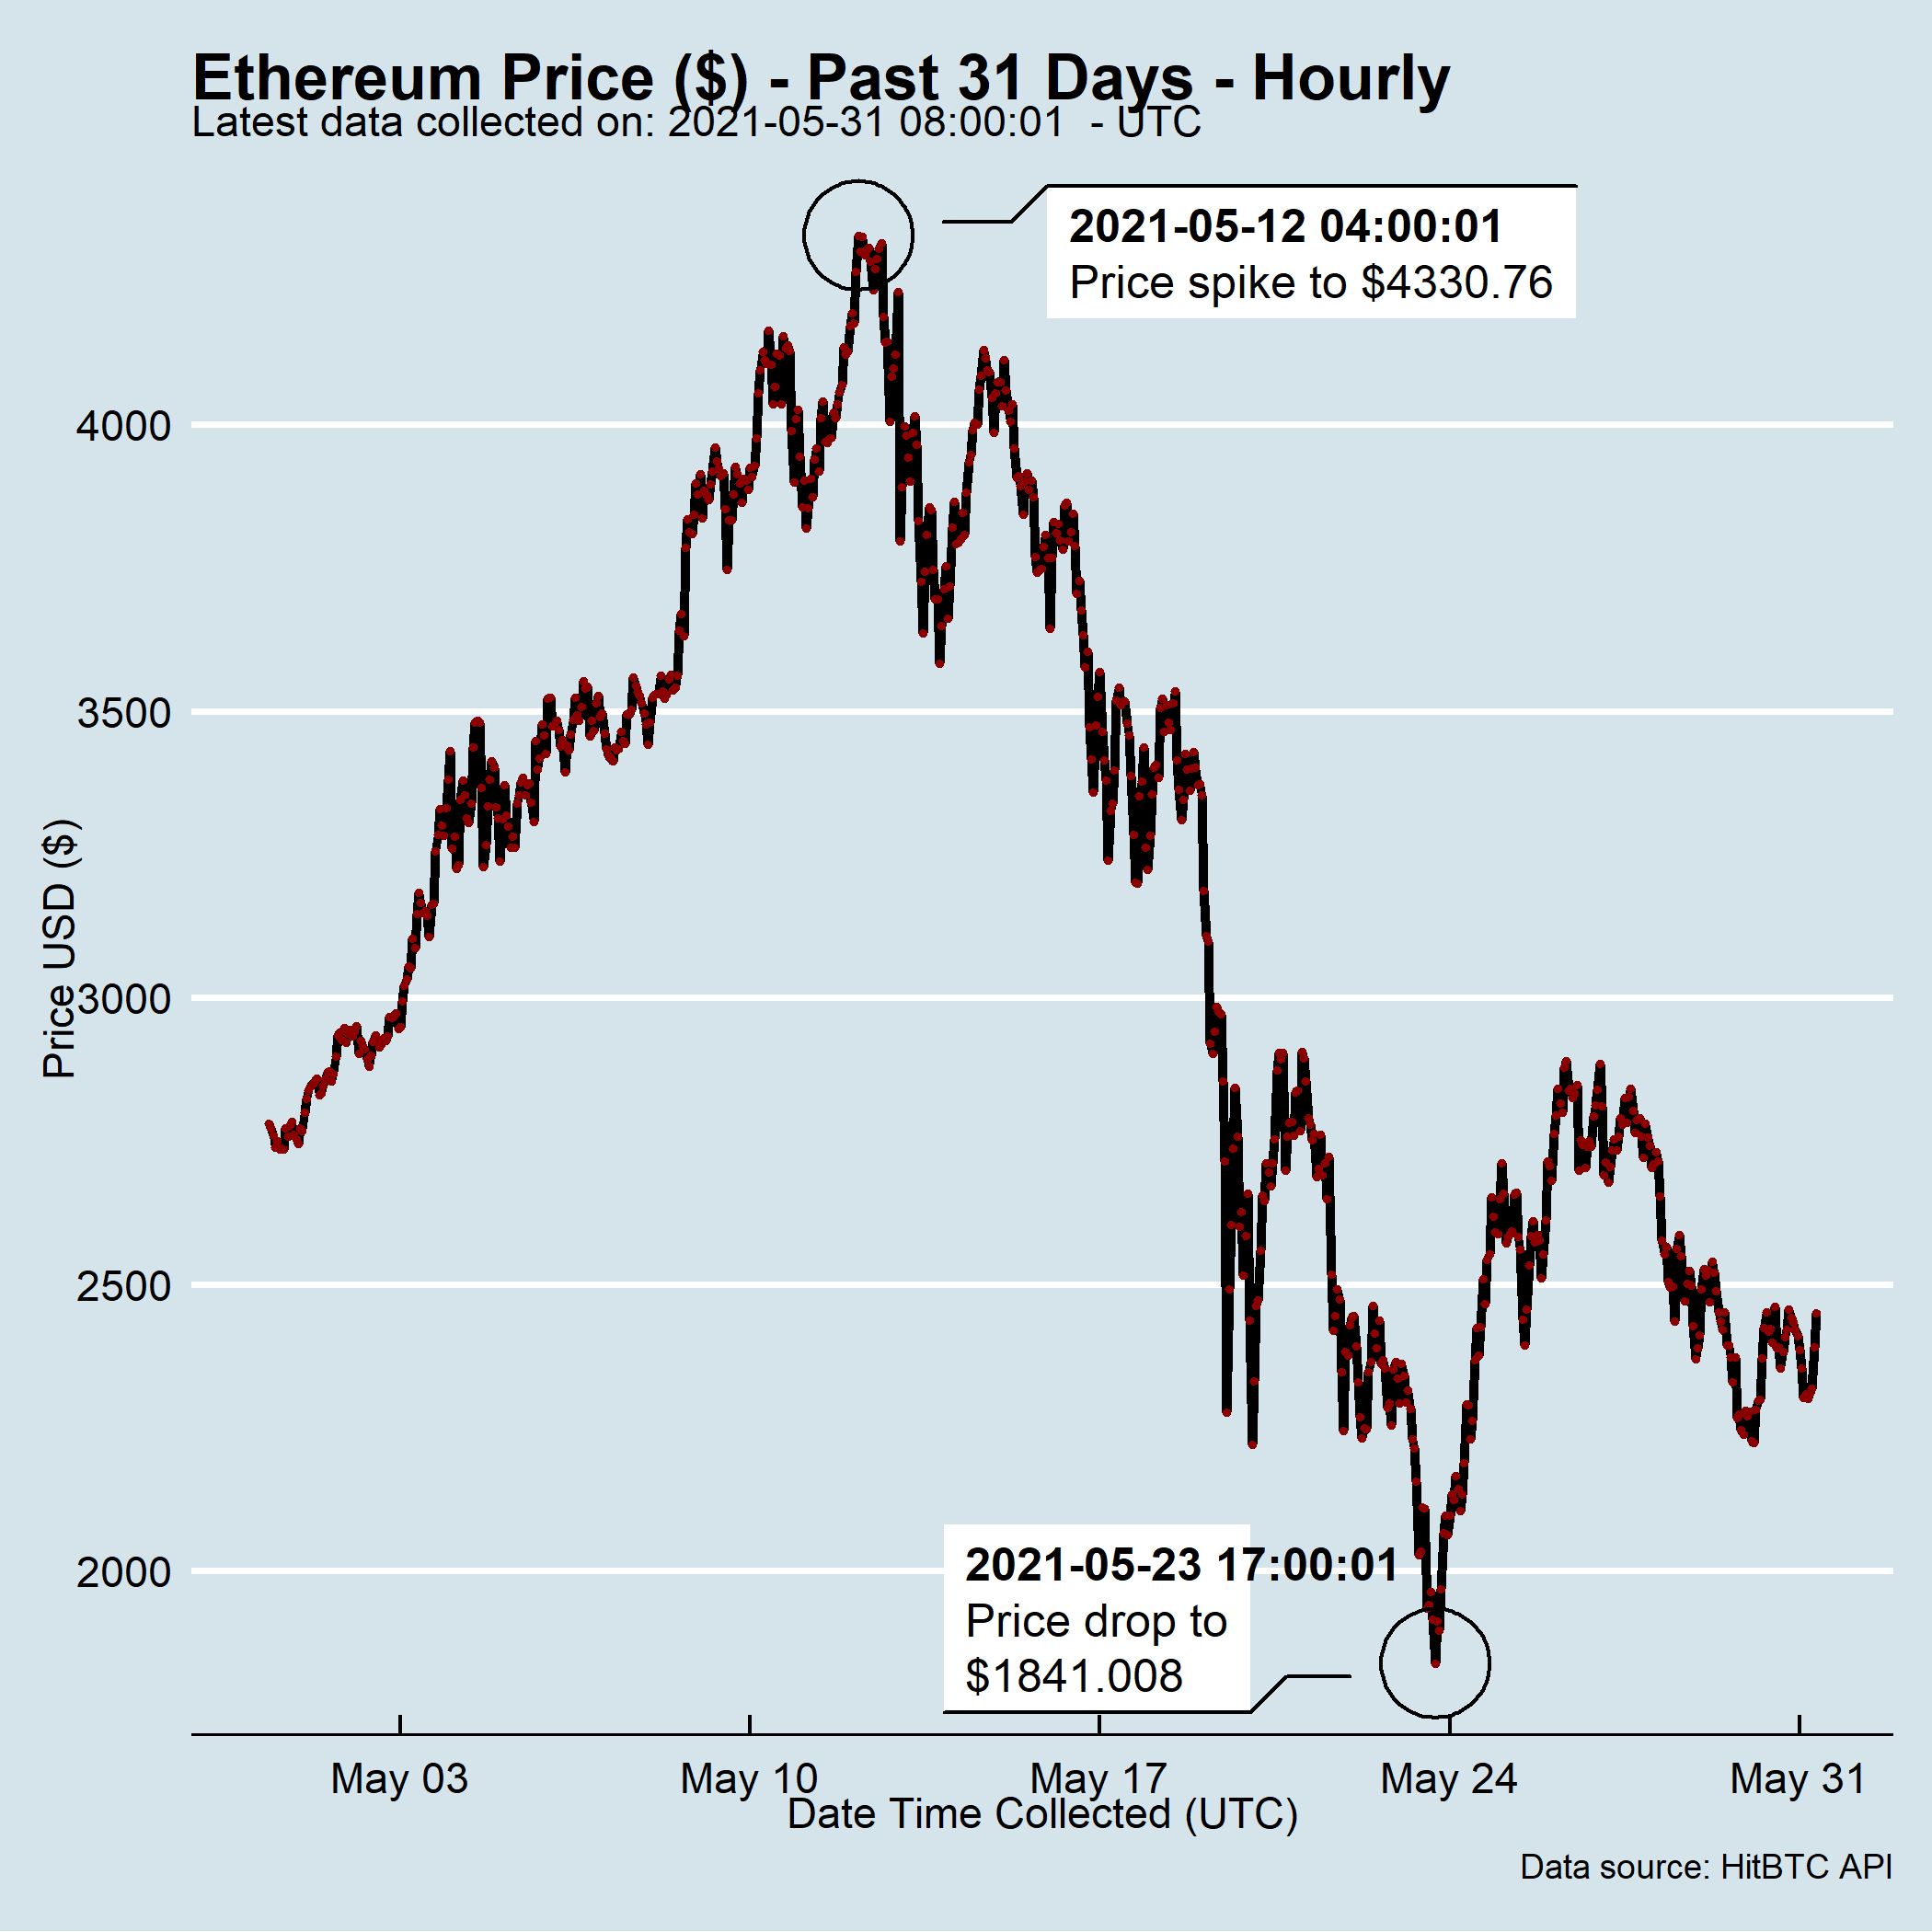 Ethereum Price ($) - Past 31 Days - Hourly
Latest data collected on: 2021-05-31 08:00:01  - UTC
2021-05-12 04:00:01
Price spike to $4330.76
4000
3500
3000
2500
2000
Price USD ($)
2021-05-23 17:00:01
Price drop to
$1841.008
May 03
May 10
May 17
May 24
May 31
Date Time Collected (UTC)
Data source: HitBTC API